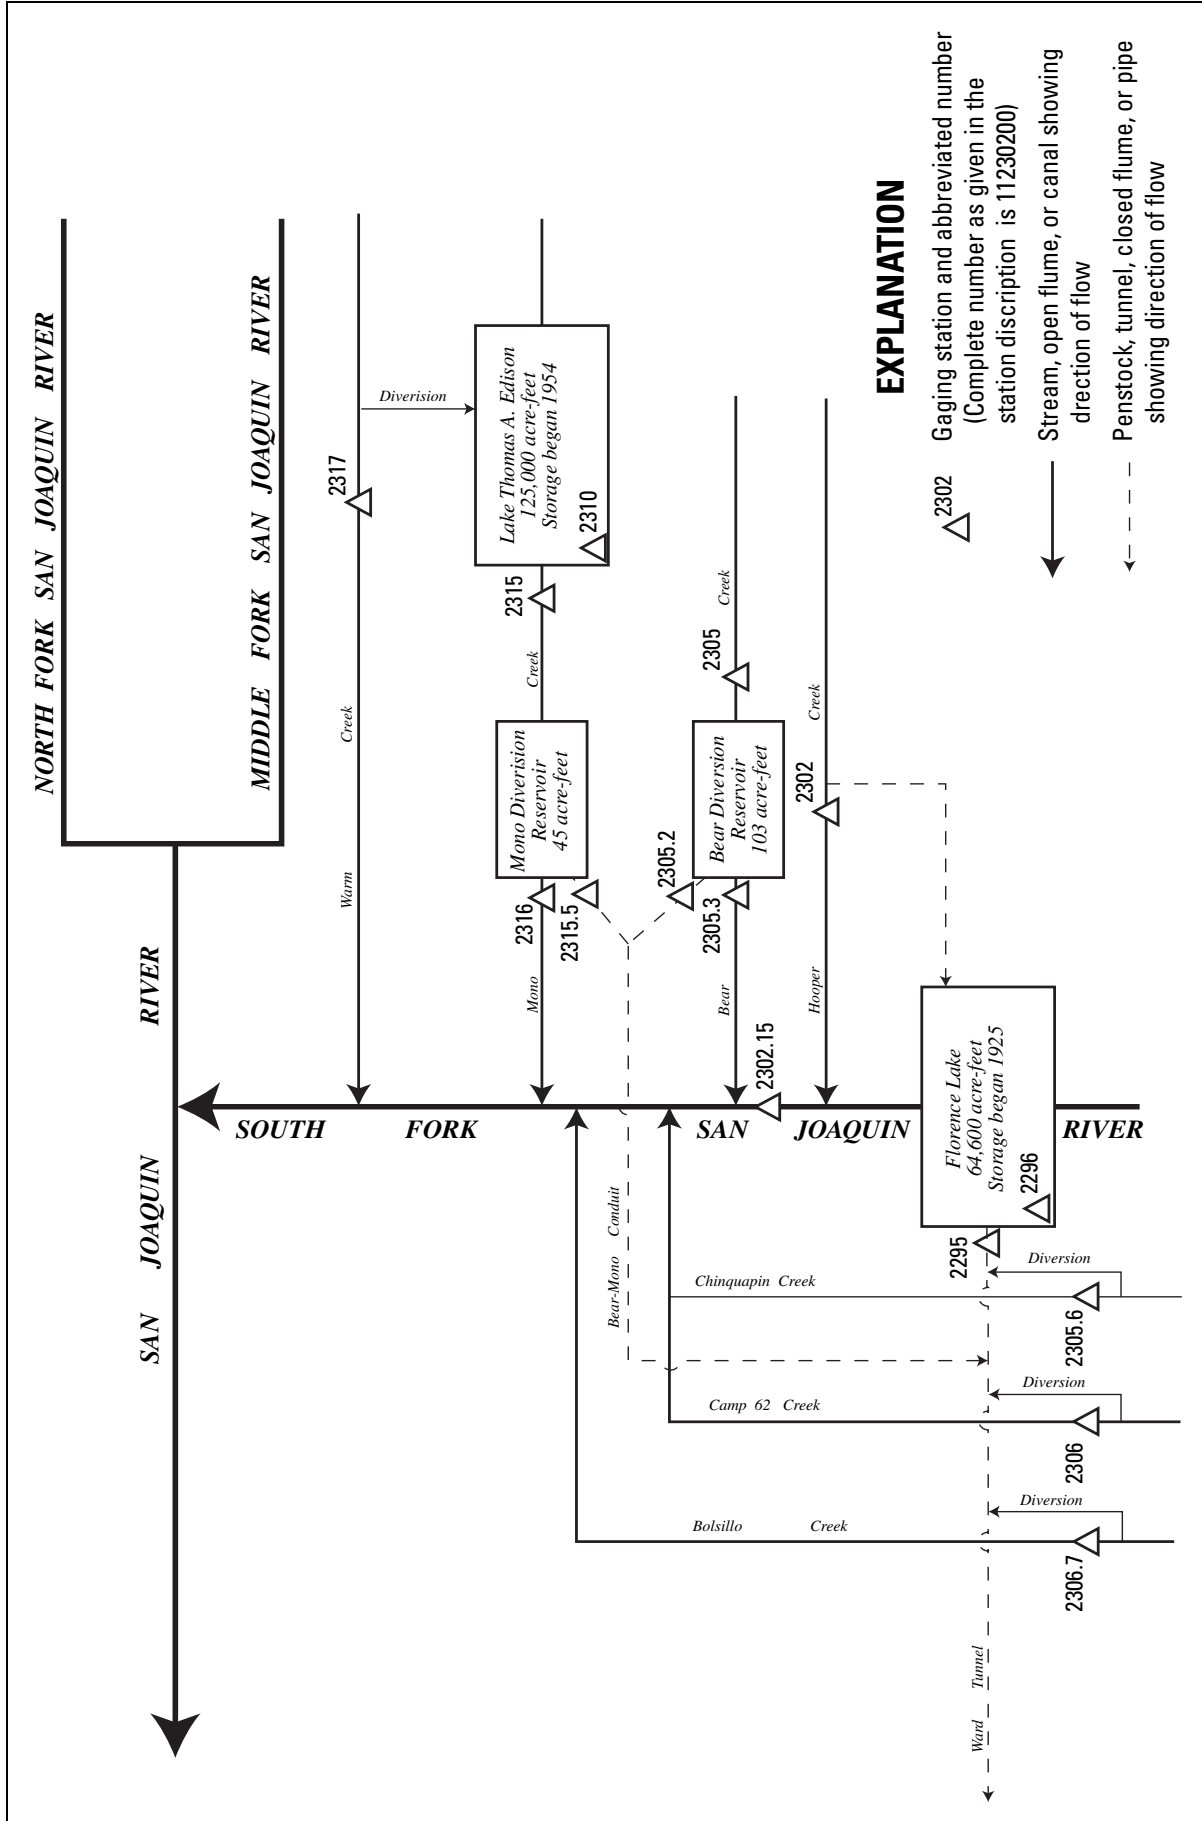 NORTH FORK SAN JOAQUIN RIVER
MIDDLE FORK SAN JOAQUIN RIVER
SAN JOAQUIN RIVER
Warm Creek
2317
Diverision
Lake Thomas A. Edison
125,000 acre-feet
Storage began 1954
2310
2315
Creek
Mono Diverision
Reservoir
45 acre-feet
2316
2315.5
Mono
Creek
2305
Bear Diversion
Reservoir
103 acre-feet
2305.2
2305.3
Bear
Creek
2302
Hooper
2302.15
SOUTH FORK SAN JOAQUIN RIVER
Florence Lake
64,600 acre-feet
Storage began 1925
2296
2295
Bear-Mono Conduit
Chinquapin Creek
Diversion
2305.6
Camp 62 Creek
Diversion
2306
Bolsillo Creek
Diversion
2306.7
Ward Tunnel
EXPLANATION
2302
Gaging station and abbreviated number
(Complete number as given in the
station discription is 11230200)
Stream, open flume, or canal showing
drection of flow
Penstock, tunnel, closed flume, or pipe
showing direction of flow